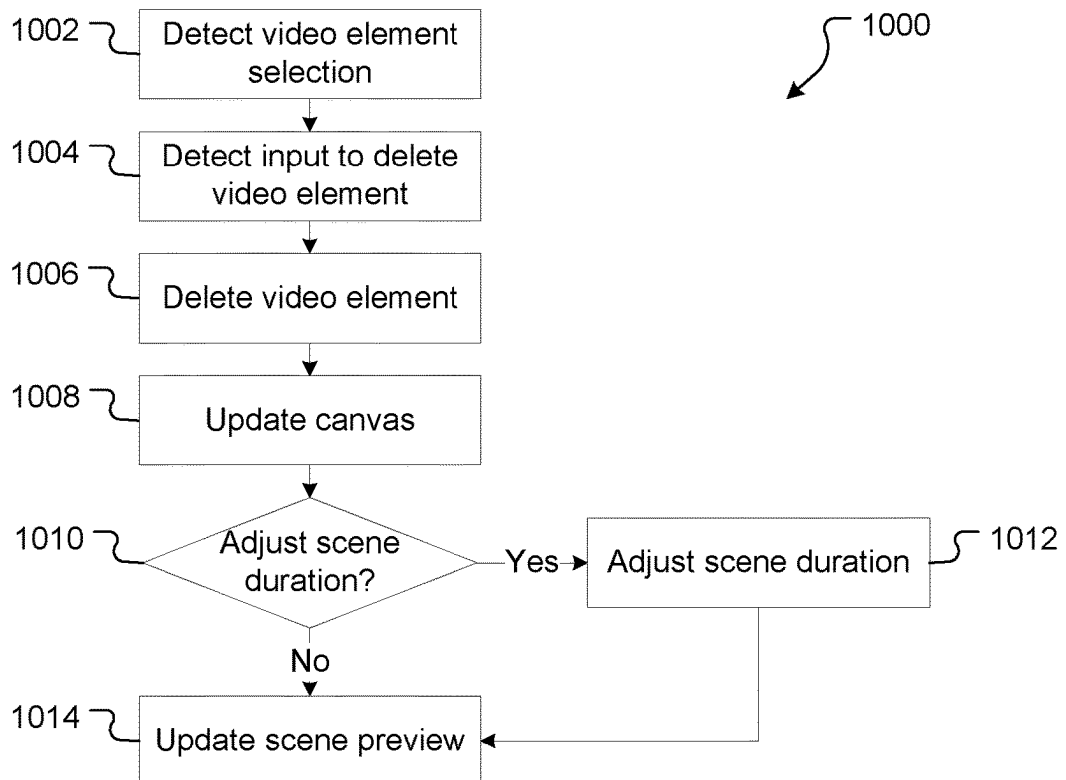 1002
Detect video element
selection
1000
1004
Detect input to delete
video element
1006
Delete video element
1008
Update canvas
1010
Adjust scene
duration?
Yes
Adjust scene duration
1012
No
1014
Update scene preview